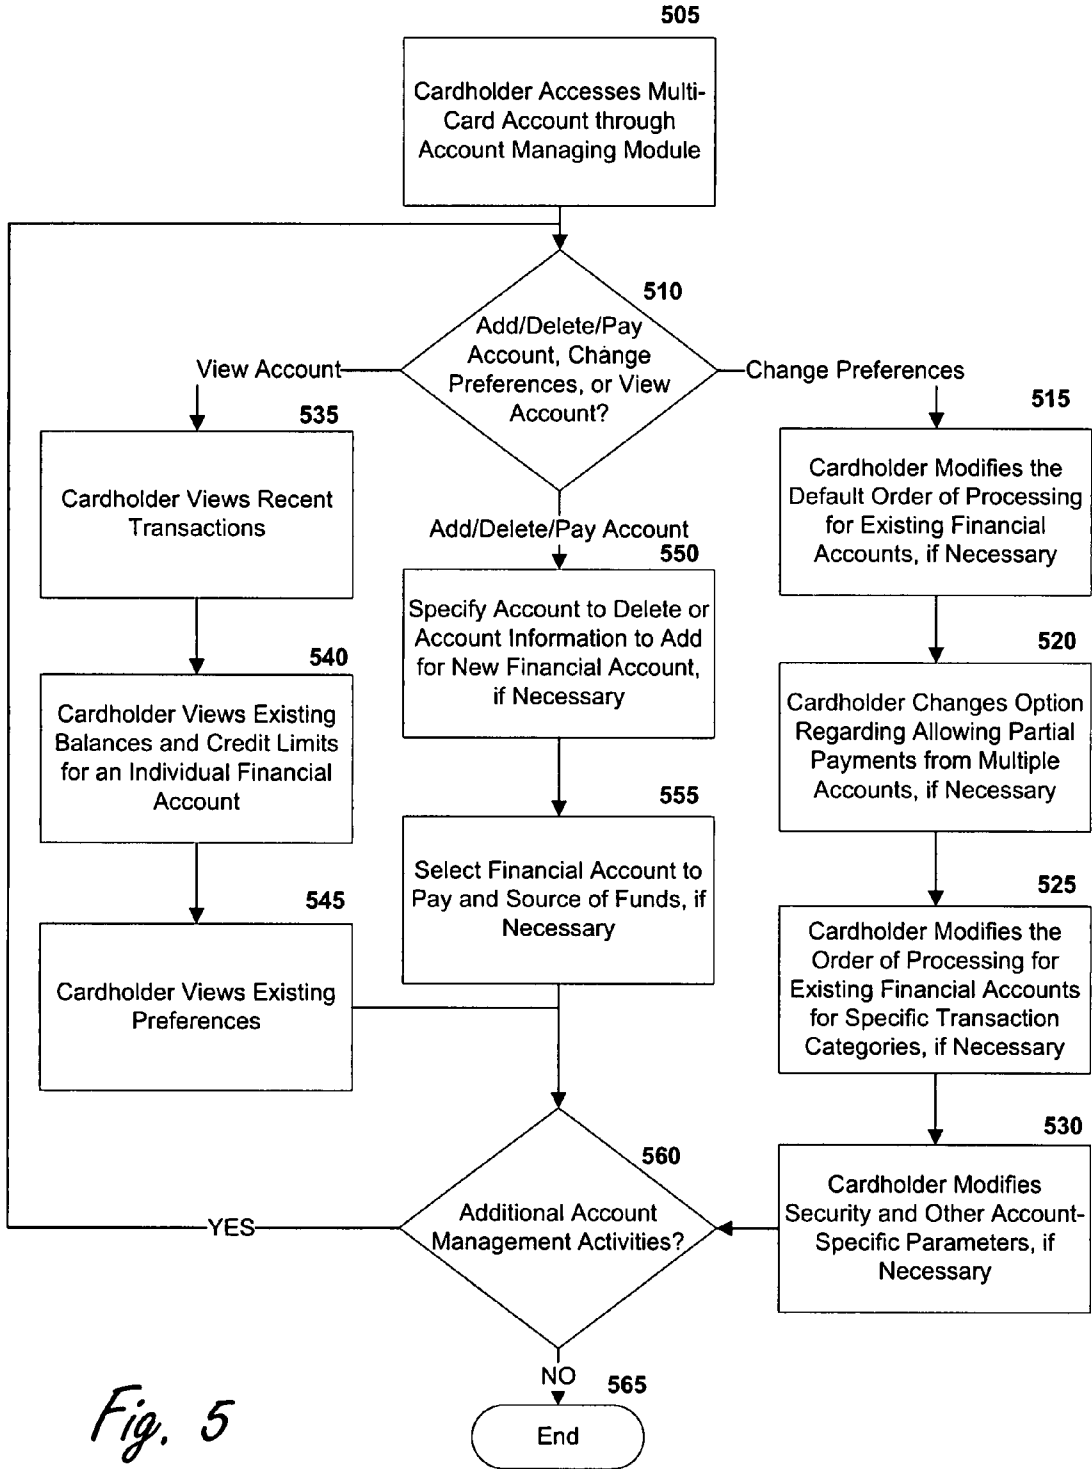 505
Cardholder Accesses Multi-
Card Account through
Account Managing Module
510
Add/Delete/Pay
Account, Change
Preferences, or View
Account?
View Account
Change Preferences
Add/Delete/Pay Account
535
Cardholder Views Recent
Transactions
540
Cardholder Views Existing
Balances and Credit Limits
for an Individual Financial
Account
545
Cardholder Views Existing
Preferences
550
Specify Account to Delete or
Account Information to Add
for New Financial Account,
if Necessary
555
Select Financial Account to
Pay and Source of Funds, if
Necessary
515
Cardholder Modifies the
Default Order of Processing
for Existing Financial
Accounts, if Necessary
520
Cardholder Changes Option
Regarding Allowing Partial
Payments from Multiple
Accounts, if Necessary
525
Cardholder Modifies the
Order of Processing for
Existing Financial Accounts
for Specific Transaction
Categories, if Necessary
530
Cardholder Modifies
Security and Other Account-
Specific Parameters, if
Necessary
560
Additional Account
Management Activities?
YES
NO
565
End
Fig. 5